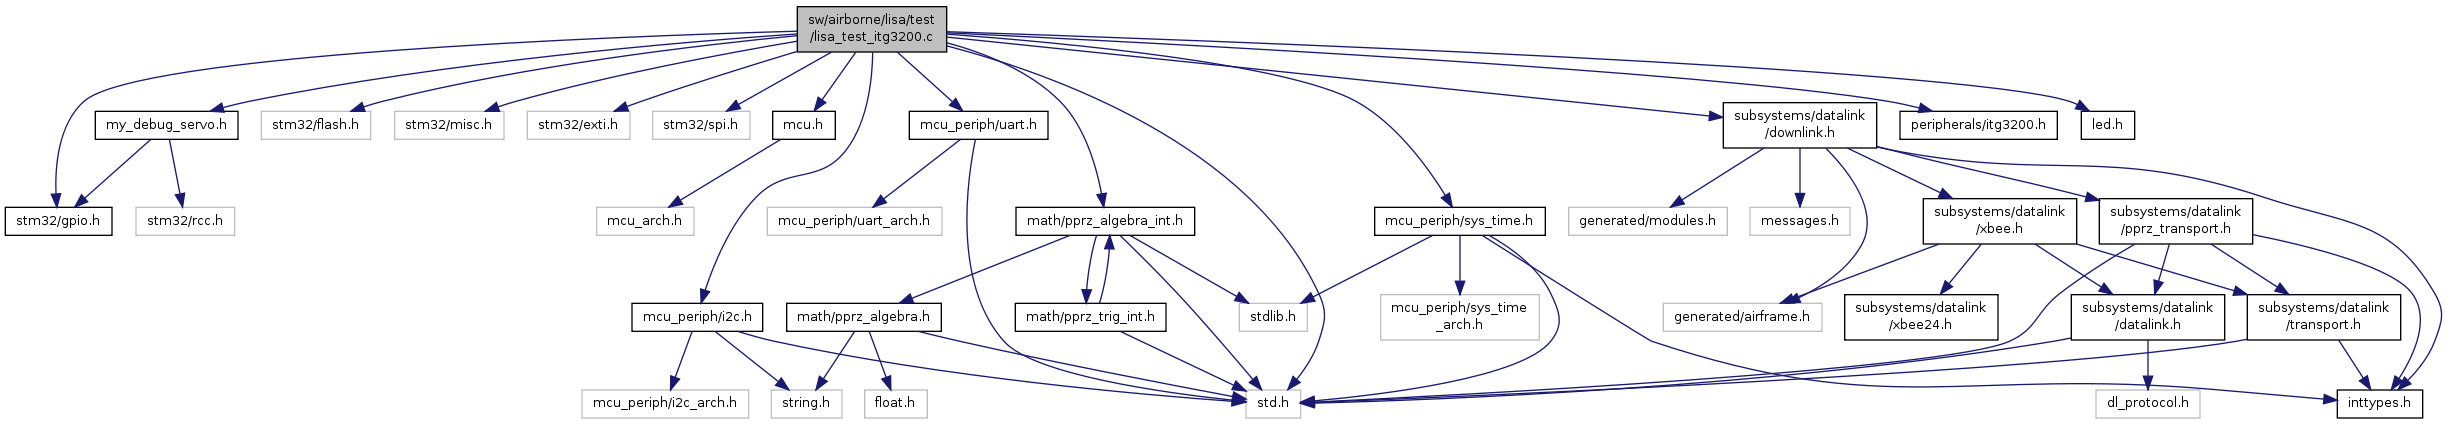 sw/airborne/lisa/test
/lisa_test_itg3200.c
my_debug_servo.h
stm32/flash.h
stm32/misc.h
stm32/exti.h
stm32/spi.h
mcu.h
mcu_periph/uart.h
subsystems/datalink
/downlink.h
peripherals/itg3200.h
led.h
stm32/gpio.h
stm32/rcc.h
mcu_arch.h
mcu_periph/uart_arch.h
math/pprz_algebra_int.h
mcu_periph/sys_time.h
generated/modules.h
messages.h
subsystems/datalink
/xbee.h
subsystems/datalink
/pprz_transport.h
mcu_periph/i2c.h
math/pprz_algebra.h
math/pprz_trig_int.h
stdlib.h
mcu_periph/sys_time
_arch.h
generated/airframe.h
subsystems/datalink
/xbee24.h
subsystems/datalink
/datalink.h
subsystems/datalink
/transport.h
mcu_periph/i2c_arch.h
string.h
float.h
std.h
dl_protocol.h
inttypes.h